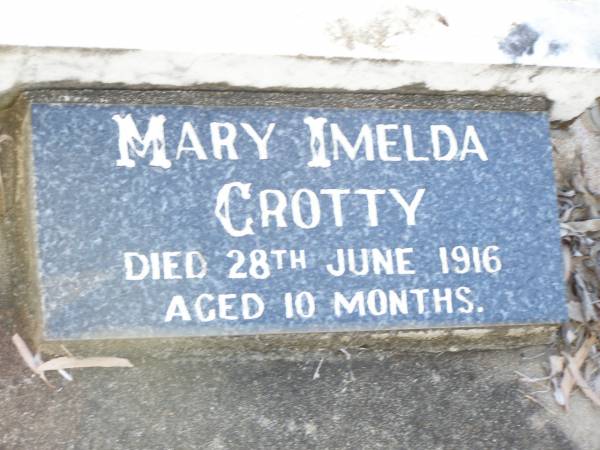 Mary Imelda
Crotty
DIED 28TH JUNE 1916
AGED 10 MONTHS.